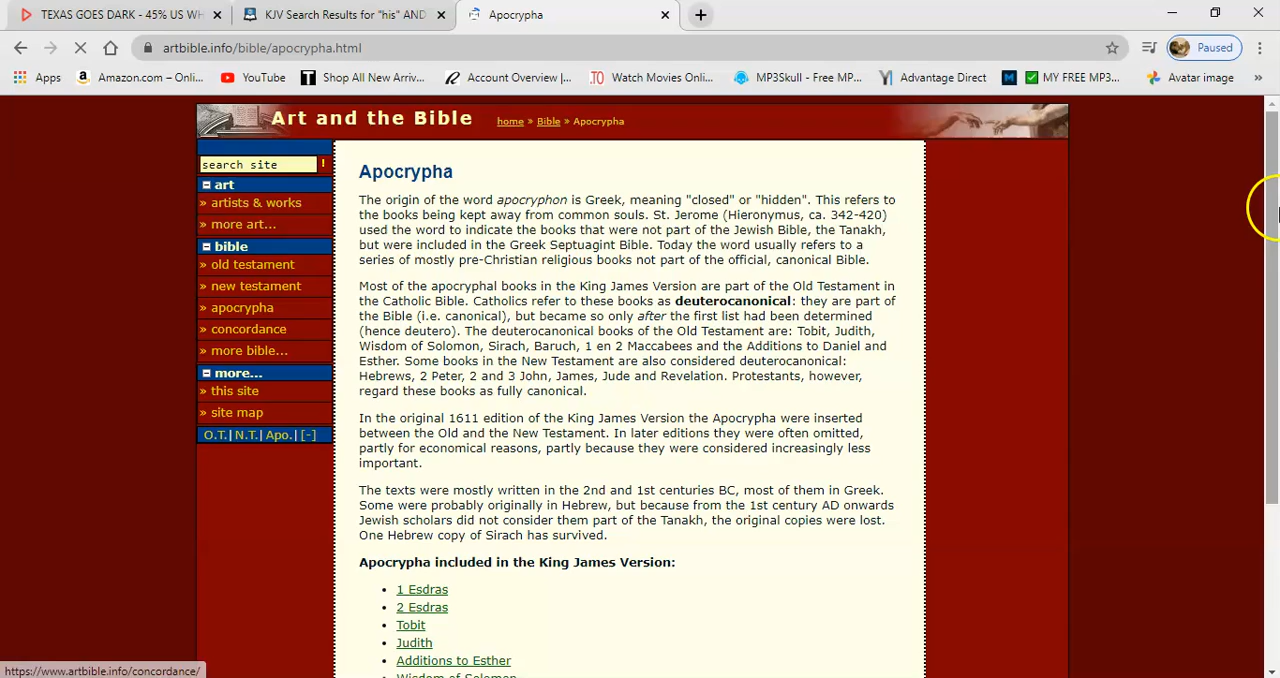 TEXAS GOES DARK - 45% US WH
KJV Search Results for "his" AND
Apocrypha
artbible.info/bible/apocrypha.html
Paused
Apps
Amazon.com – Onli...
YouTube
Shop All New Arriv...
Account Overview |...
Watch Movies Onli...
MP3Skull - Free MP...
Advantage Direct
MY FREE MP3...
Avatar image
»
Art and the Bible
home » Bible » Apocrypha
search site
!
art
» artists & works
» more art...
bible
» old testament
» new testament
» apocrypha
» concordance
» more bible...
more...
» this site
» site map
O.T.| N.T.| Apo.| [-]
Apocrypha
The origin of the word apocryphon is Greek, meaning "closed" or "hidden". This refers to
the books being kept away from common souls. St. Jerome (Hieronymus, ca. 342-420)
used the word to indicate the books that were not part of the Jewish Bible, the Tanakh,
but were included in the Greek Septuagint Bible. Today the word usually refers to a
series of mostly pre-Christian religious books not part of the official, canonical Bible.
Most of the apocryphal books in the King James Version are part of the Old Testament in
the Catholic Bible. Catholics refer to these books as deuterocanonical: they are part of
the Bible (i.e. canonical), but became so only after the first list had been determined
(hence deutero). The deuterocanonical books of the Old Testament are: Tobit, Judith,
Wisdom of Solomon, Sirach, Baruch, 1 en 2 Maccabees and the Additions to Daniel and
Esther. Some books in the New Testament are also considered deuterocanonical:
Hebrews, 2 Peter, 2 and 3 John, James, Jude and Revelation. Protestants, however,
regard these books as fully canonical.
In the original 1611 edition of the King James Version the Apocrypha were inserted
between the Old and the New Testament. In later editions they were often omitted,
partly for economical reasons, partly because they were considered increasingly less
important.
The texts were mostly written in the 2nd and 1st centuries BC, most of them in Greek.
Some were probably originally in Hebrew, but because from the 1st century AD onwards
Jewish scholars did not consider them part of the Tanakh, the original copies were lost.
One Hebrew copy of Sirach has survived.
Apocrypha included in the King James Version:
• 1 Esdras
• 2 Esdras
• Tobit
• Judith
• Additions to Esther
Wisdom of Solomon
https://www.artbible.info/concordance/